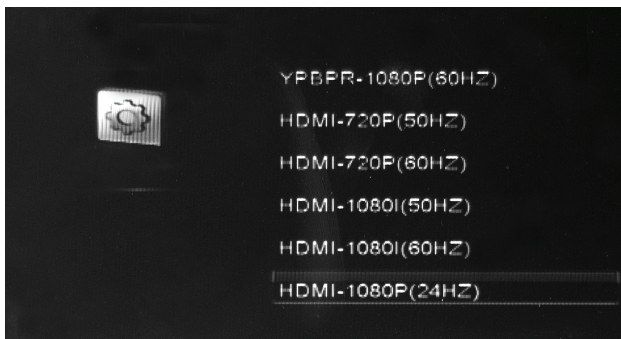 YPBPR-1080P(60HZ)
HDMI-720P(50HZ)
HDMI-720P(60HZ)
HDMI-1080I(50HZ)
HDMI-1080I(60HZ)
HDMI-1080P(24HZ)